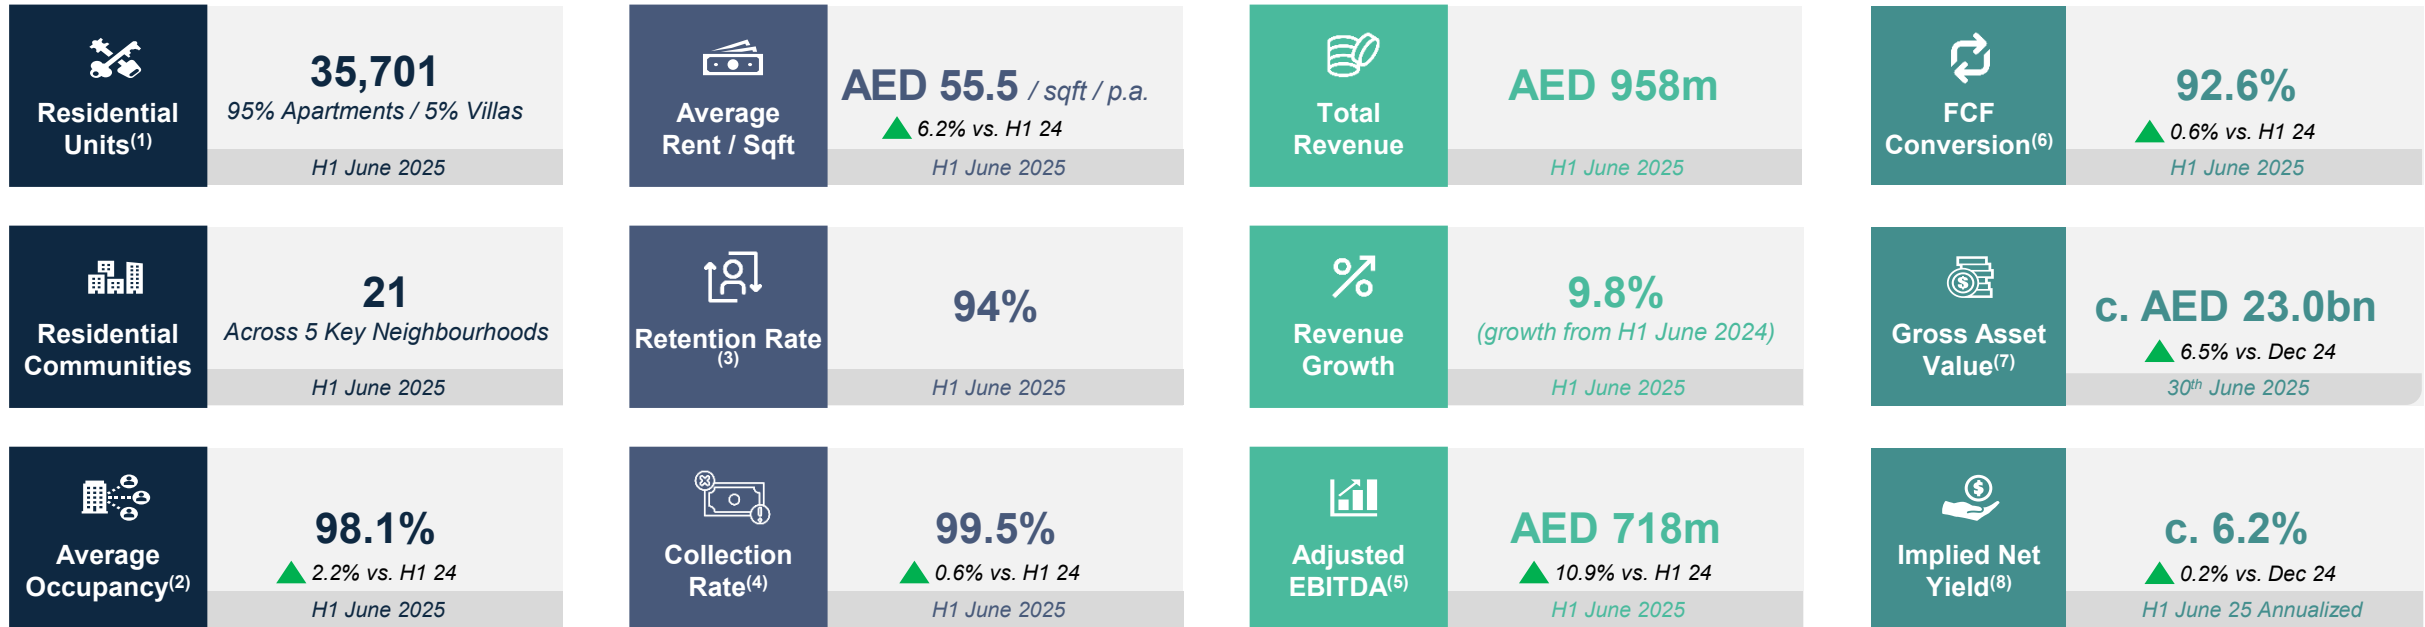 Residential
Units(1)
35,701
95% Apartments / 5% Villas
H1 June 2025
Average
Rent / Sqft
AED 55.5 / sqft / p.a.
6.2% vs. H1 24
H1 June 2025
Total
Revenue
AED 958m
H1 June 2025
FCF
Conversion(6)
92.6%
0.6% vs. H1 24
H1 June 2025
Residential
Communities
21
Across 5 Key Neighbourhoods
H1 June 2025
Retention Rate
(3)
94%
H1 June 2025
Revenue
Growth
9.8%
(growth from H1 June 2024)
H1 June 2025
Gross Asset
Value(7)
c. AED 23.0bn
6.5% vs. Dec 24
30th June 2025
Average
Occupancy(2)
98.1%
2.2% vs. H1 24
H1 June 2025
Collection
Rate(4)
99.5%
0.6% vs. H1 24
H1 June 2025
Adjusted
EBITDA(5)
AED 718m
10.9% vs. H1 24
H1 June 2025
Implied Net
Yield(8)
c. 6.2%
0.2% vs. Dec 24
H1 June 25 Annualized